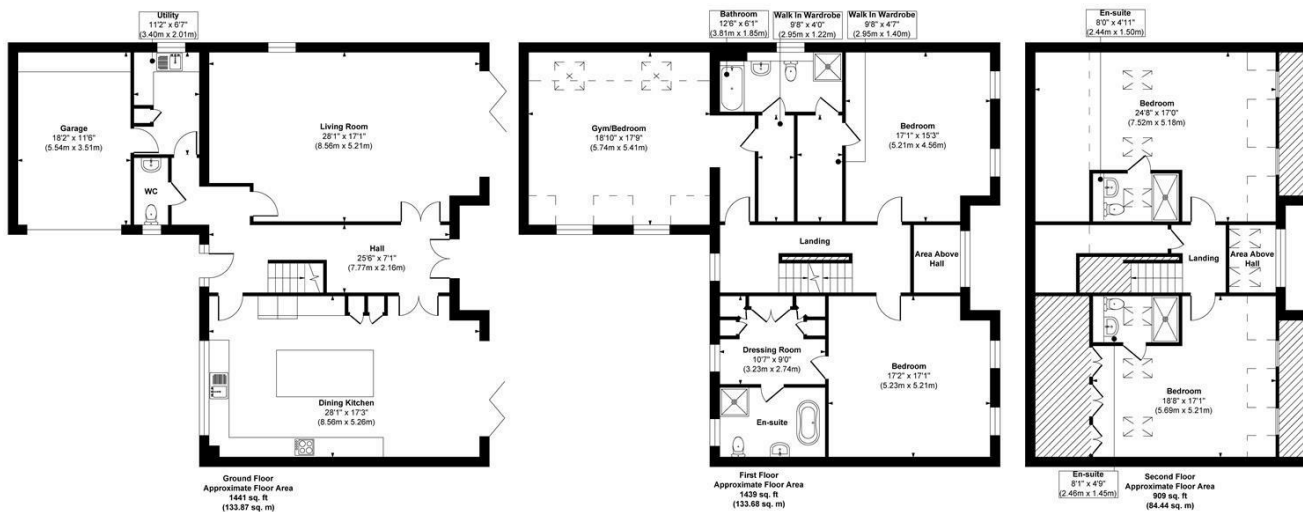 Utility
11'2" x 6'7"
(3.40m x 2.01m)
Garage
18'2" x 11'6"
(5.54m x 3.51m)
WC
Living Room
28'1" x 17'1"
(8.56m x 5.21m)
Hall
25'6" x 7'1"
(7.77m x 2.16m)
Dining Kitchen
28'1" x 17'3"
(8.56m x 5.26m)
Ground Floor
Approximate Floor Area
1441 sq. ft
(133.87 sq. m)
Bathroom
12'6" x 6'1"
(3.81m x 1.85m)
Walk In Wardrobe
9'8" x 4'0"
(2.95m x 1.22m)
Walk In Wardrobe
9'8" x 4'7"
(2.95m x 1.40m)
Gym/Bedroom
18'10" x 17'9"
(5.74m x 5.41m)
Bedroom
17'1" x 15'3"
(5.21m x 4.56m)
Landing
Area Above
Hall
Dressing Room
10'7" x 9'0"
(3.23m x 2.74m)
Bedroom
17'2" x 17'1"
(5.23m x 5.21m)
En-suite
First Floor
Approximate Floor Area
1439 sq. ft
(133.68 sq. m)
En-suite
8'0" x 4'11"
(2.44m x 1.50m)
Bedroom
24'8" x 17'0"
(7.52m x 5.18m)
Landing
Area Above
Hall
Bedroom
18'8" x 17'1"
(5.69m x 5.21m)
En-suite
8'1" x 4'9"
(2.46m x 1.45m)
Second Floor
Approximate Floor Area
909 sq. ft
(84.44 sq. m)